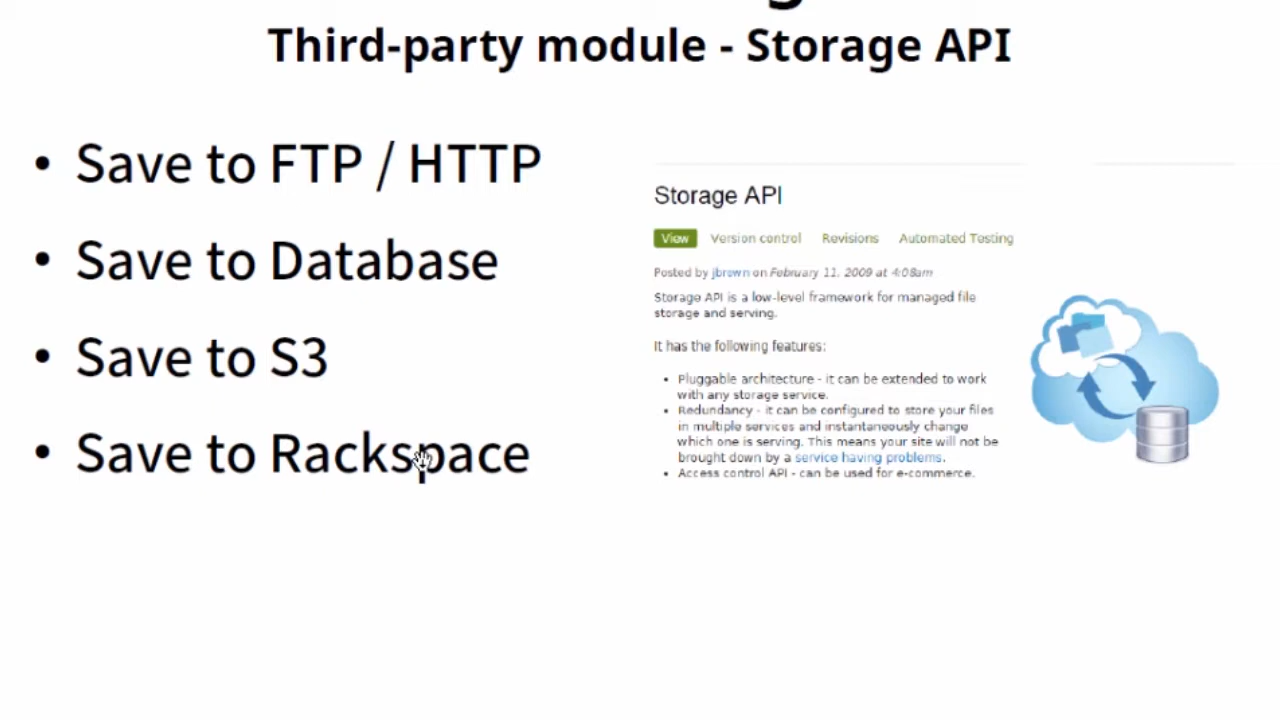 Third-party module - Storage API
• Save to FTP / HTTP
• Save to Database
• Save to S3
• Save to Rackspace
Storage API
View Version control Revisions Automated Testing
Posted by jbrown on February 11, 2009 at 4:08am
Storage API is a low-level framework for managed file
storage and serving.
It has the following features:
• Pluggable architecture - it can be extended to work
with any storage service.
• Redundancy - it can be configured to store your files
in multiple services and instantaneously change
which one is serving. This means your site will not be
brought down by a service having problems.
• Access control API - can be used for e-commerce.